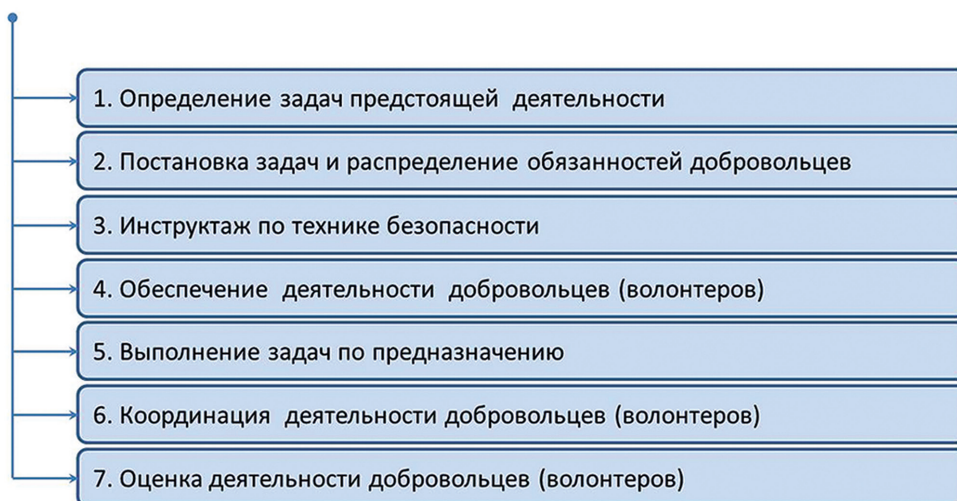 1. Определение задач предстоящей деятельности
2. Постановка задач и распределение обязанностей добровольцев
3. Инструктаж по технике безопасности
4. Обеспечение деятельности добровольцев (волонтеров)
5. Выполнение задач по предназначению
6. Координация деятельности добровольцев (волонтеров)
7. Оценка деятельности добровольцев (волонтеров)